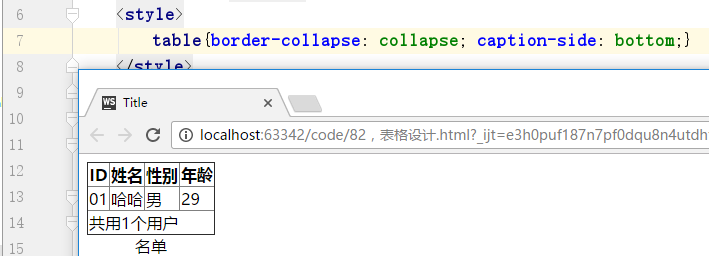 6 <style>
7 table{border-collapse: collapse; caption-side: bottom;}
8 </style>
9
10
11
12
13
14
15
WS Title
localhost:63342/code/82，表格设计.html?_ijt=e3h0puf187n7pf0dqu8n4utdh
ID 姓名 性别 年龄
01 哈哈 男 29
共用1个用户
名单